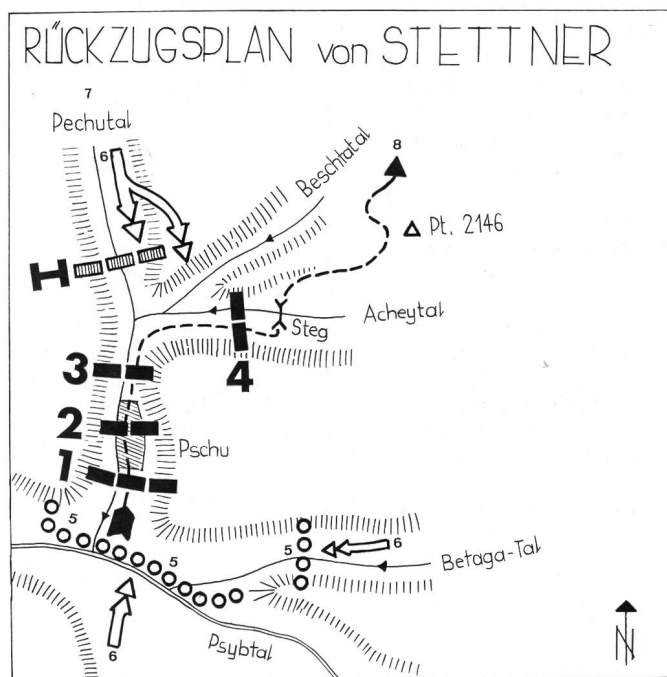 RÜCKZUGSPLAN von STETTNER
7
Pechutal
6
8
Beschtatal
Pt. 2146
H
Acheytal
Steg
3
4
2
Pschu
1
5
5
5
6
Betaga-Tal
Psybtal
6
N